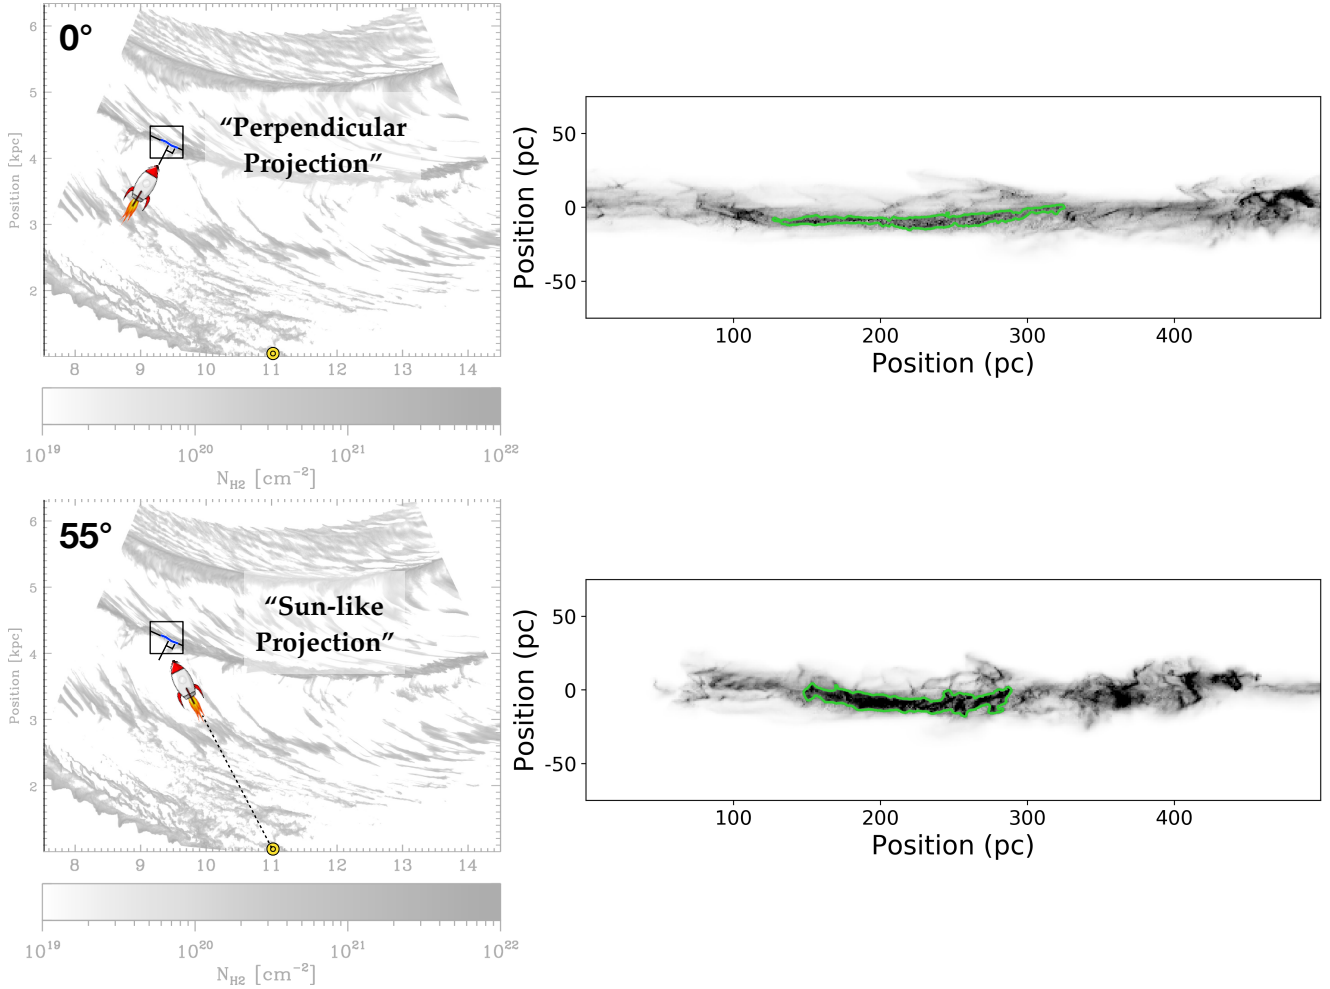 0°
“Perpendicular
Projection”
Position [kpc]
6
5
4
3
2
8 9 10 11 12 13 14
10^19 10^20 10^21 10^22
N_H2 [cm^−2]
Position (pc)
50
0
-50
100 200 300 400
Position (pc)
55°
“Sun-like
Projection”
Position [kpc]
6
5
4
3
2
8 9 10 11 12 13 14
10^19 10^20 10^21 10^22
N_H2 [cm^−2]
Position (pc)
50
0
-50
100 200 300 400
Position (pc)